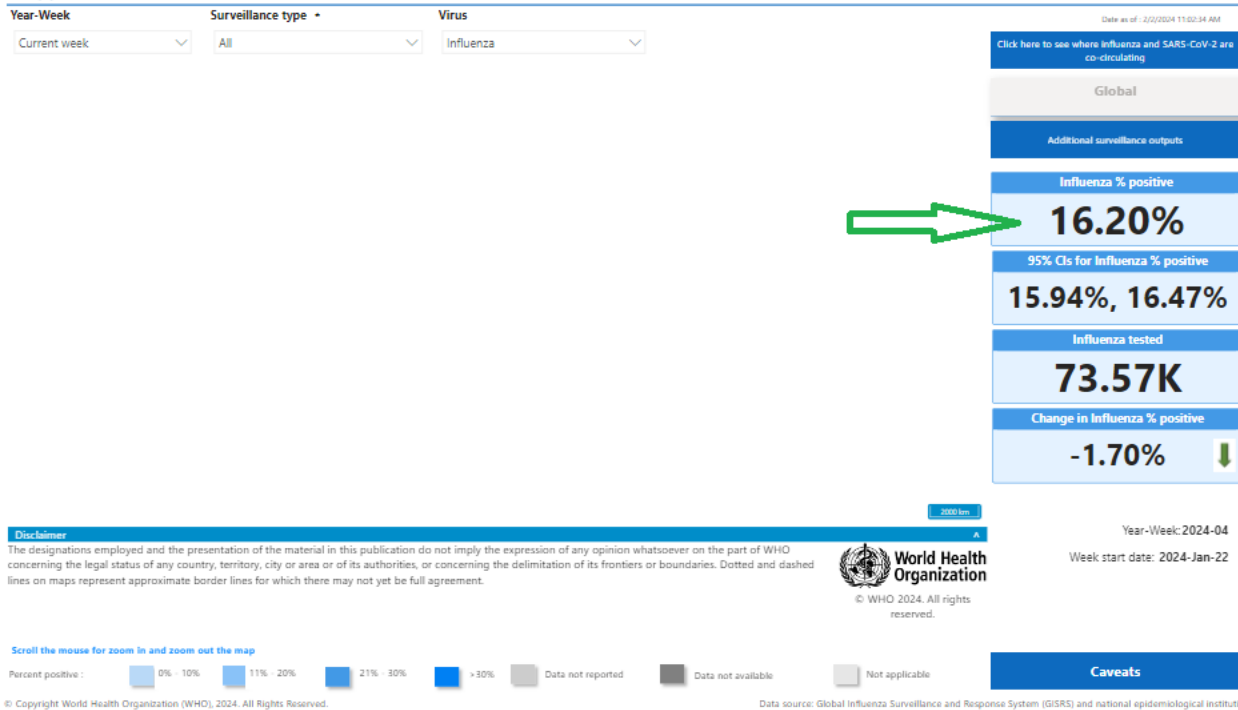 Year-Week
Surveillance type
Virus
Date as of : 2/2/2024 11:02:34 AM
Current week
All
Influenza
Click here to see where influenza and SARS-CoV-2 are
co-circulating
Global
Additional surveillance outputs
Influenza % positive
16.20%
95% CIs for Influenza % positive
15.94%, 16.47%
Influenza tested
73.57K
Change in Influenza % positive
-1.70%
2000 km
Disclaimer
The designations employed and the presentation of the material in this publication do not imply the expression of any opinion whatsoever on the part of WHO
concerning the legal status of any country, territory, city or area or of its authorities, or concerning the delimitation of its frontiers or boundaries. Dotted and dashed
lines on maps represent approximate border lines for which there may not yet be full agreement.
World Health
Organization
© WHO 2024. All rights
reserved.
Year-Week: 2024-04
Week start date: 2024-Jan-22
Scroll the mouse for zoom in and zoom out the map
Percent positive :
0% - 10%
11% - 20%
21% - 30%
>30%
Data not reported
Data not available
Not applicable
Caveats
© Copyright World Health Organization (WHO), 2024. All Rights Reserved.
Data source: Global Influenza Surveillance and Response System (GISRS) and national epidemiological instituti